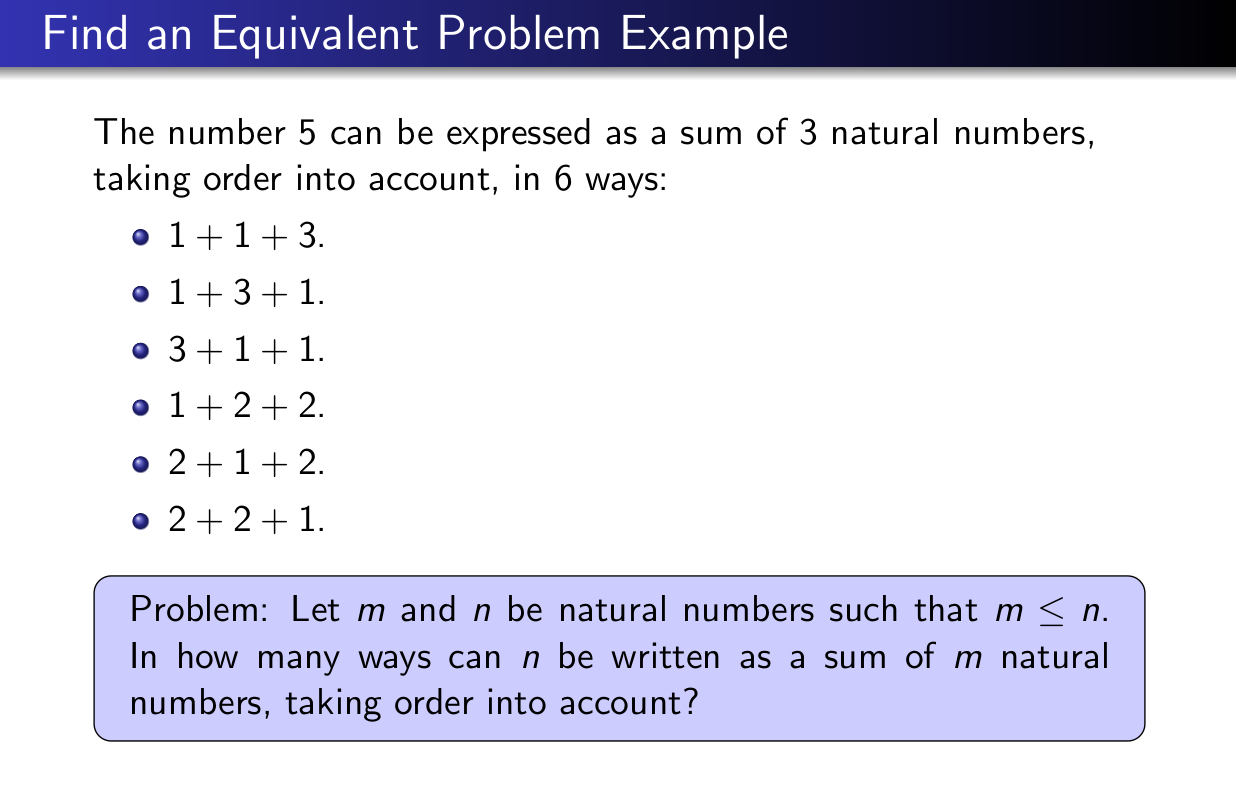 Find an Equivalent Problem Example
The number 5 can be expressed as a sum of 3 natural numbers,
taking order into account, in 6 ways:
1 + 1 + 3.
1 + 3 + 1.
3 + 1 + 1.
1 + 2 + 2.
2 + 1 + 2.
2 + 2 + 1.
Problem: Let m and n be natural numbers such that m ≤ n.
In how many ways can n be written as a sum of m natural
numbers, taking order into account?